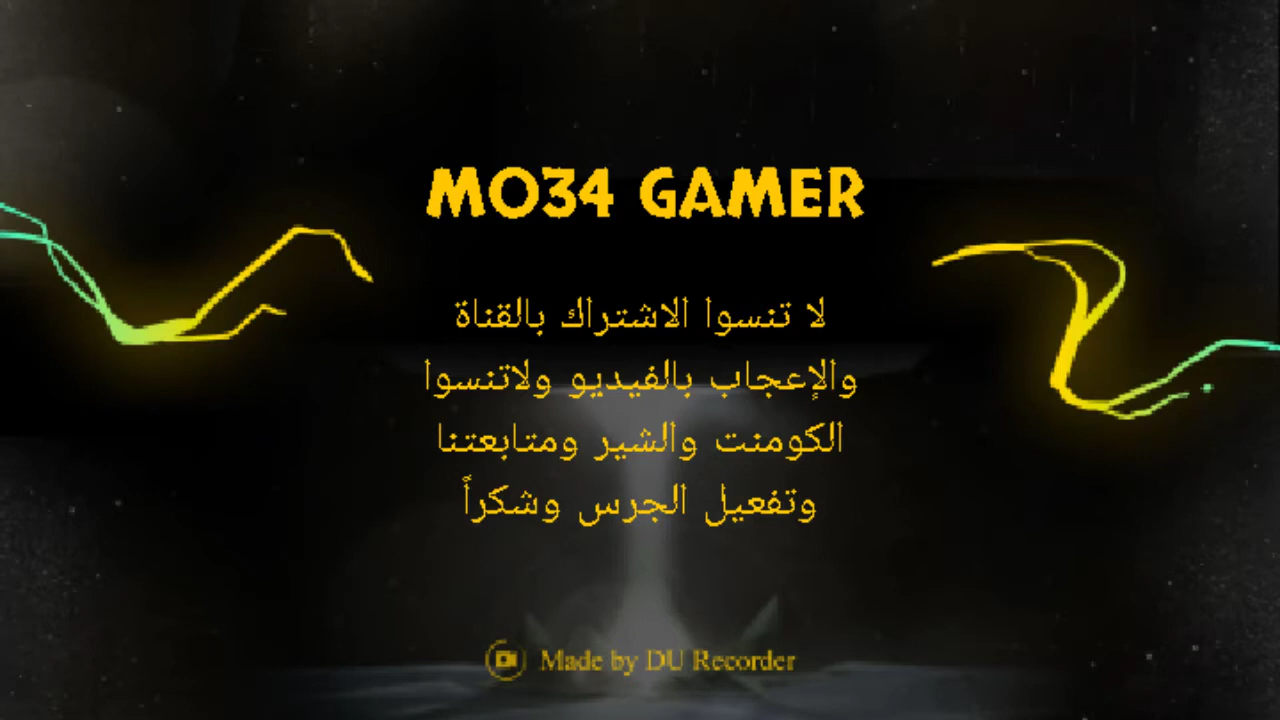 MO34 GAMER
لا تنسوا الاشتراك بالقناة
والإعجاب بالفيديو ولاتنسوا
الكومنت والشير ومتابعتنا
وتفعيل الجرس وشكراً
Made by DU Recorder